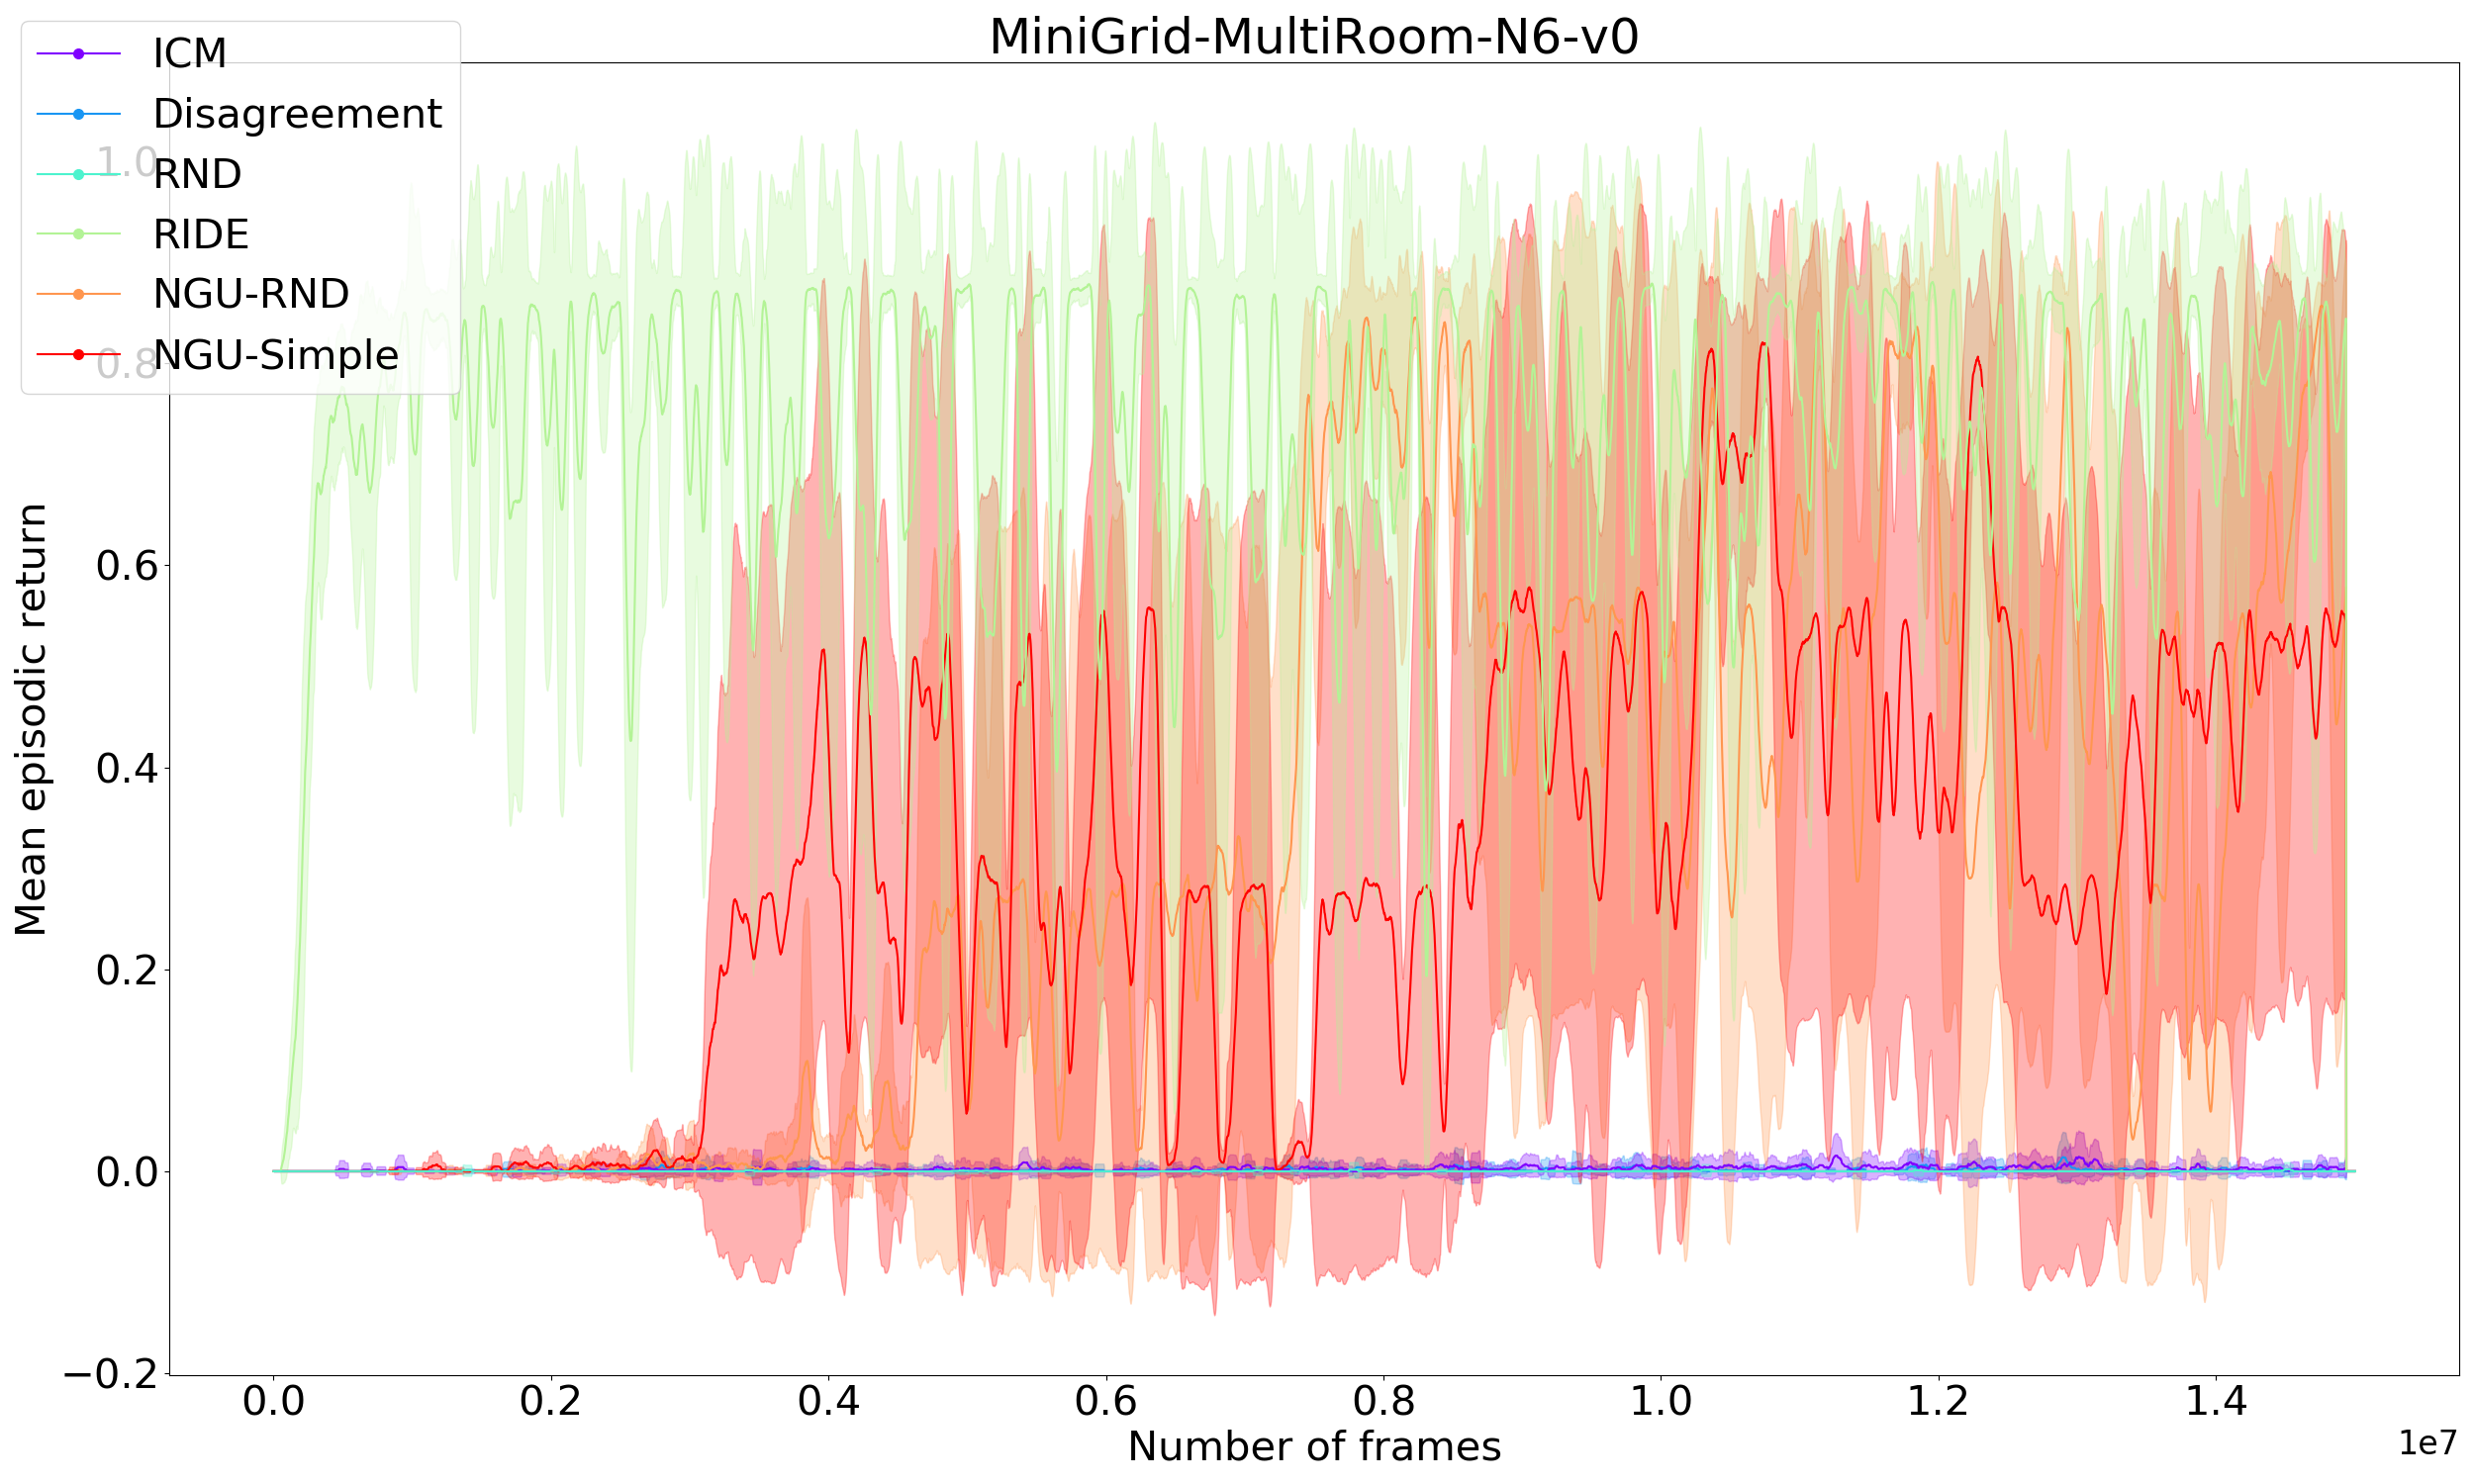 MiniGrid-MultiRoom-N6-v0
ICM
Disagreement
RND
RIDE
NGU-RND
NGU-Simple
1.0
0.8
0.6
0.4
0.2
0.0
−0.2
Mean episodic return
0.0 0.2 0.4 0.6 0.8 1.0 1.2 1.4
Number of frames
1e7